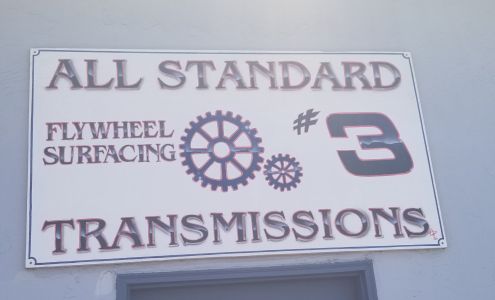 ALL STANDARD
FLYWHEEL
SURFACING
#3
TRANSMISSIONS